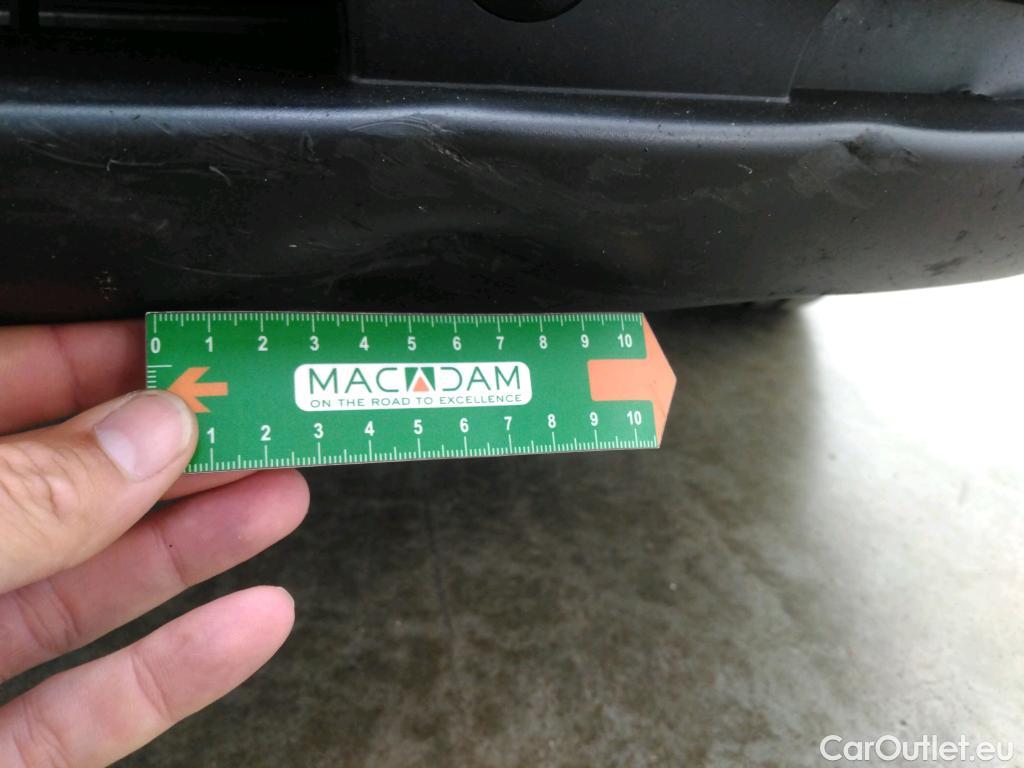 0 1 2 3 4 5 6 7 8 9 10
MACADAM
ON THE ROAD TO EXCELLENCE
1 2 3 4 5 6 7 8 9 10
CarOutlet.eu